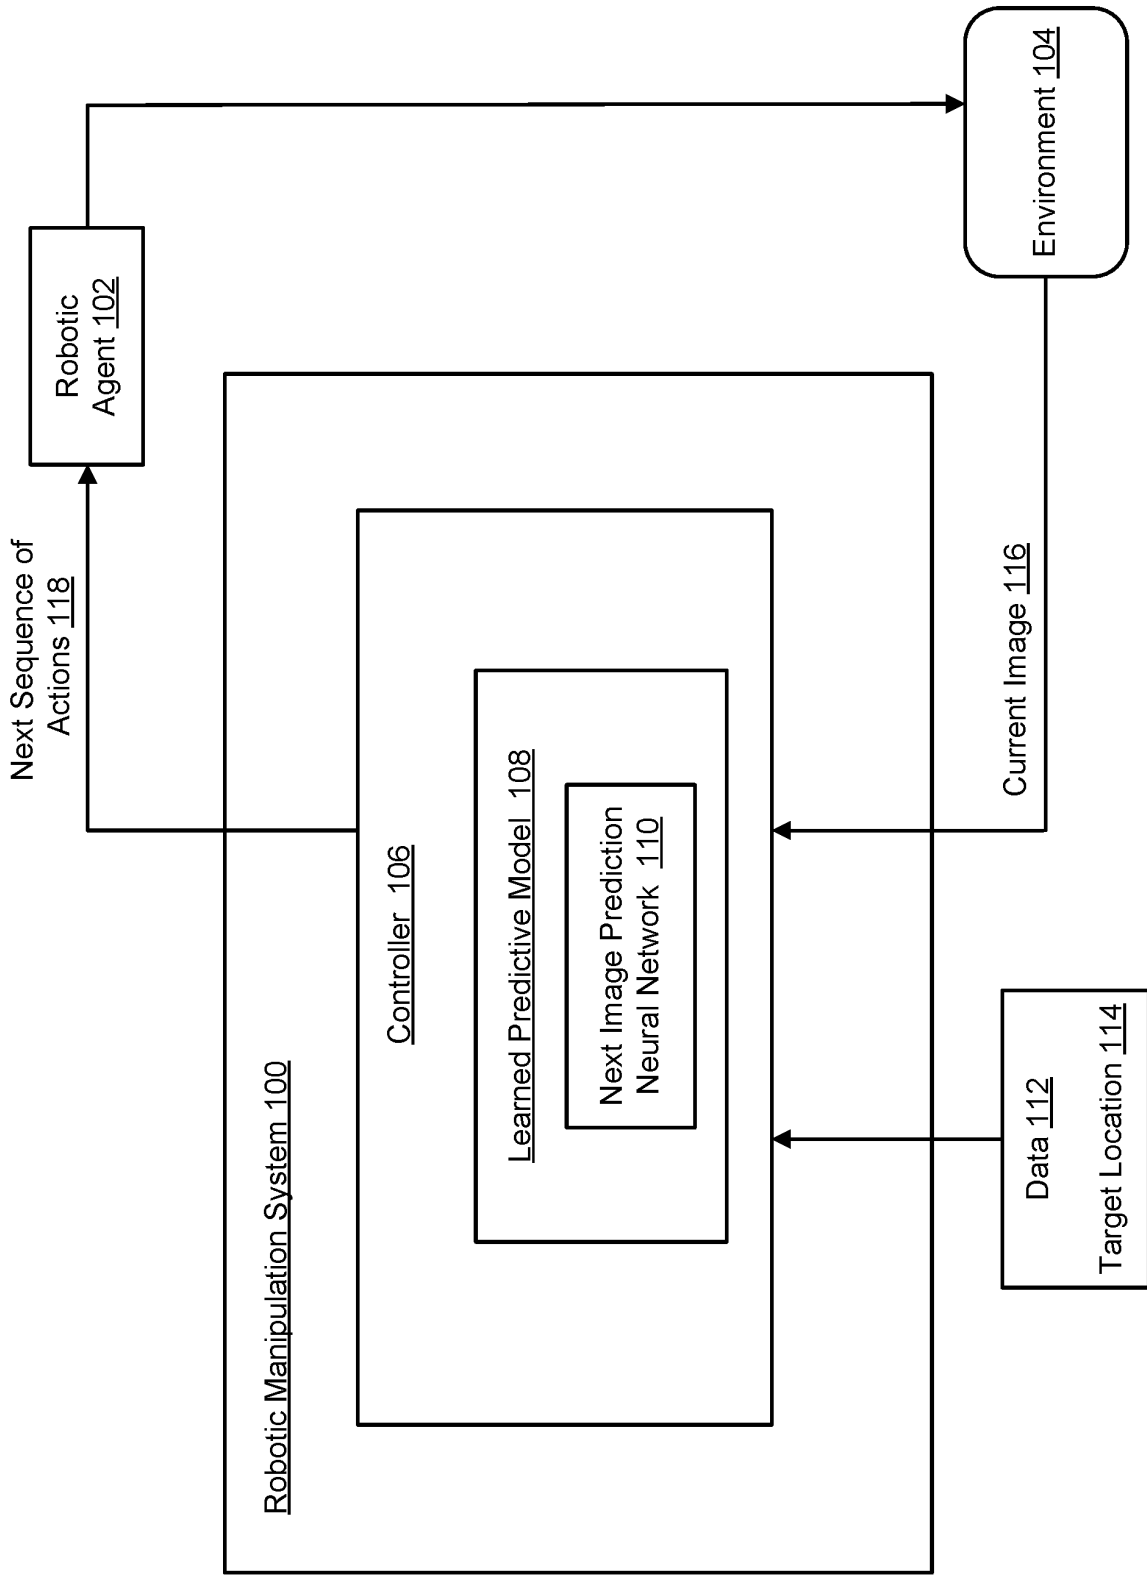 Next Sequence of
Actions 118
Robotic
Agent 102
Robotic Manipulation System 100
Controller 106
Learned Predictive Model 108
Next Image Prediction
Neural Network 110
Data 112
Target Location 114
Current Image 116
Environment 104